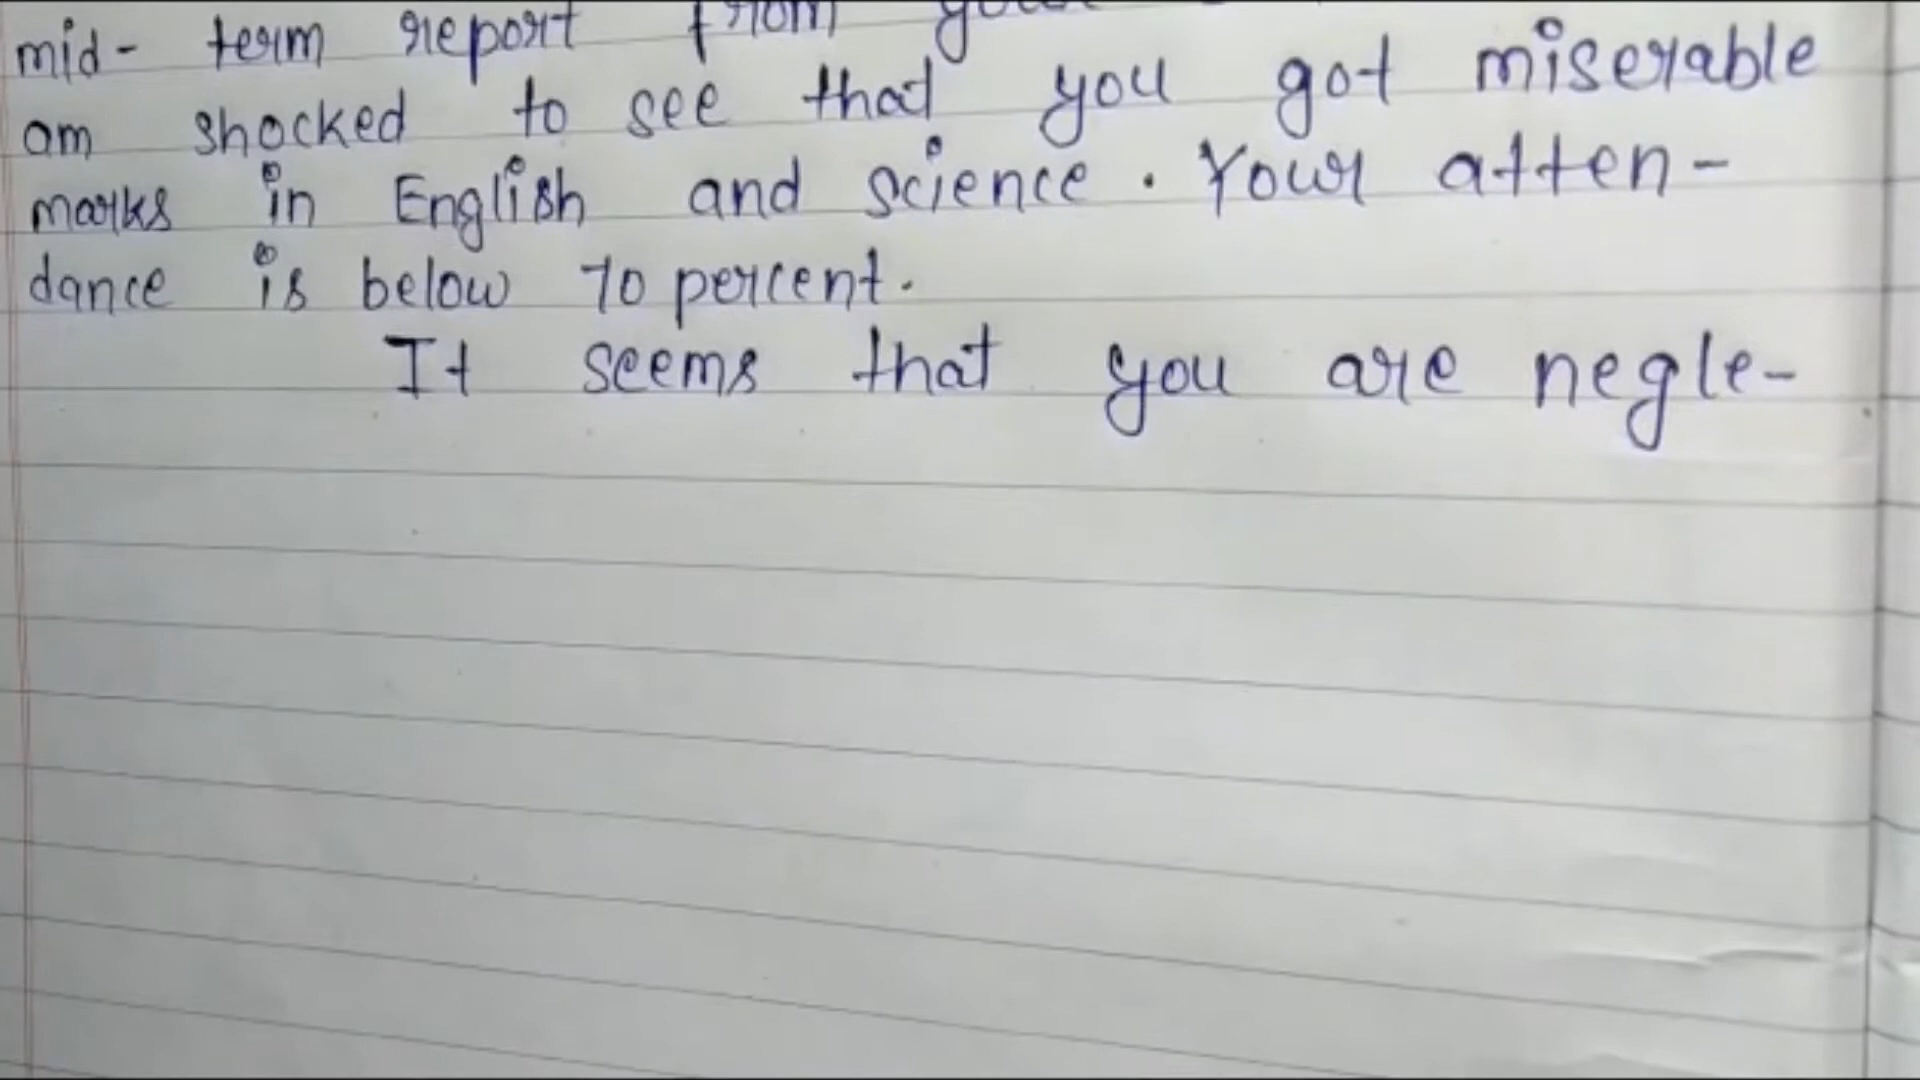 mid- term report from
am shocked to see that you got miserable
marks in English and science. Your atten-
dance is below 70 percent.
It seems that you are negle-